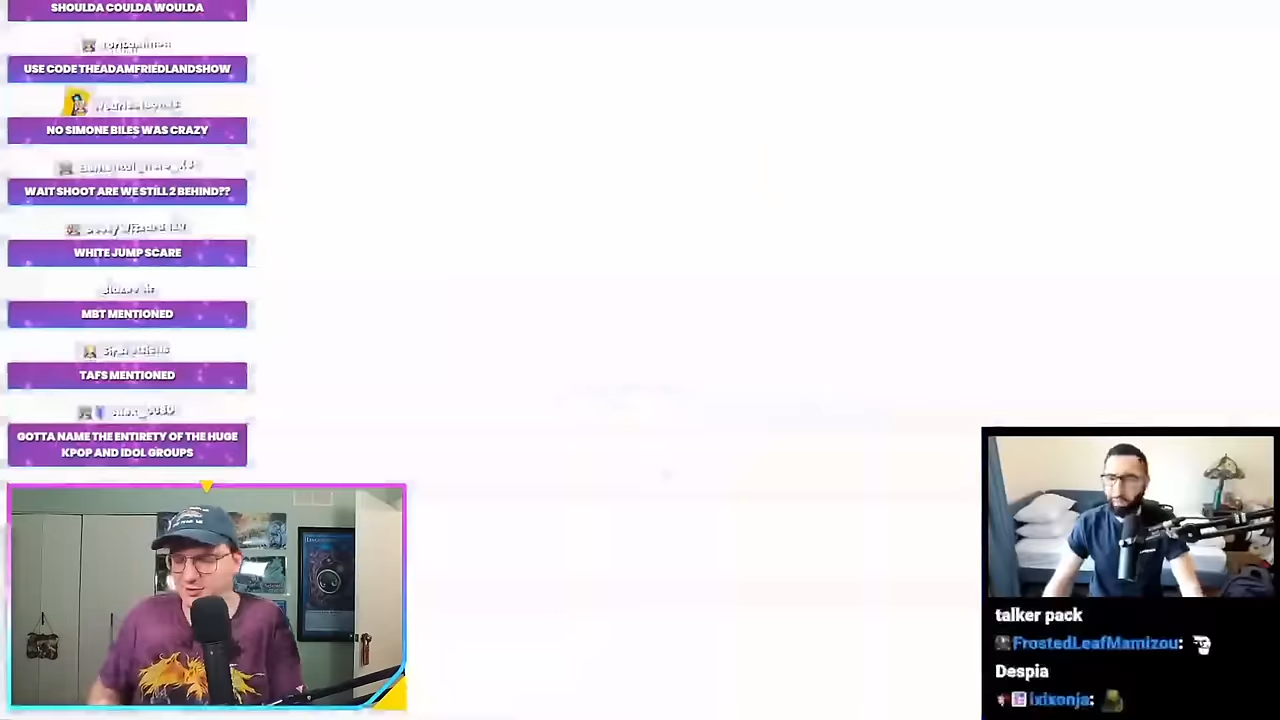 SHOULDA COULDA WOULDA
USE CODE THEADAMFRIEDLANDSHOW
NO SIMONE BILES WAS CRAZY
WAIT SHOOT ARE WE STILL 2 BEHIND??
WHITE JUMP SCARE
MBT MENTIONED
TAFS MENTIONED
GOTTA NAME THE ENTIRETY OF THE HUGE
KPOP AND IDOL GROUPS
talker pack
FrostedLeafMamizou:
Despia
ixixonja: